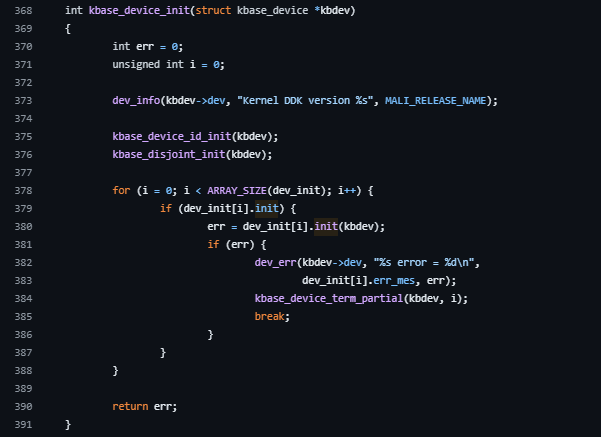 368 int kbase_device_init(struct kbase_device *kbdev)
369 {
370 int err = 0;
371 unsigned int i = 0;
372
373 dev_info(kbdev->dev, "Kernel DDK version %s", MALI_RELEASE_NAME);
374
375 kbase_device_id_init(kbdev);
376 kbase_disjoint_init(kbdev);
377
378 for (i = 0; i < ARRAY_SIZE(dev_init); i++) {
379 if (dev_init[i].init) {
380 err = dev_init[i].init(kbdev);
381 if (err) {
382 dev_err(kbdev->dev, "%s error = %d\n",
383 dev_init[i].err_mes, err);
384 kbase_device_term_partial(kbdev, i);
385 break;
386 }
387 }
388 }
389
390 return err;
391 }